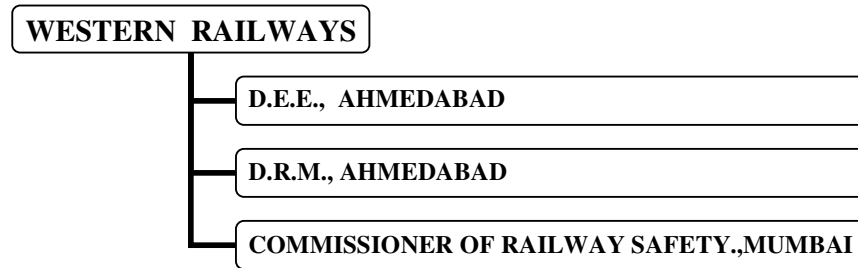 WESTERN RAILWAYS
D.E.E., AHMEDABAD
D.R.M., AHMEDABAD
COMMISSIONER OF RAILWAY SAFETY.,MUMBAI